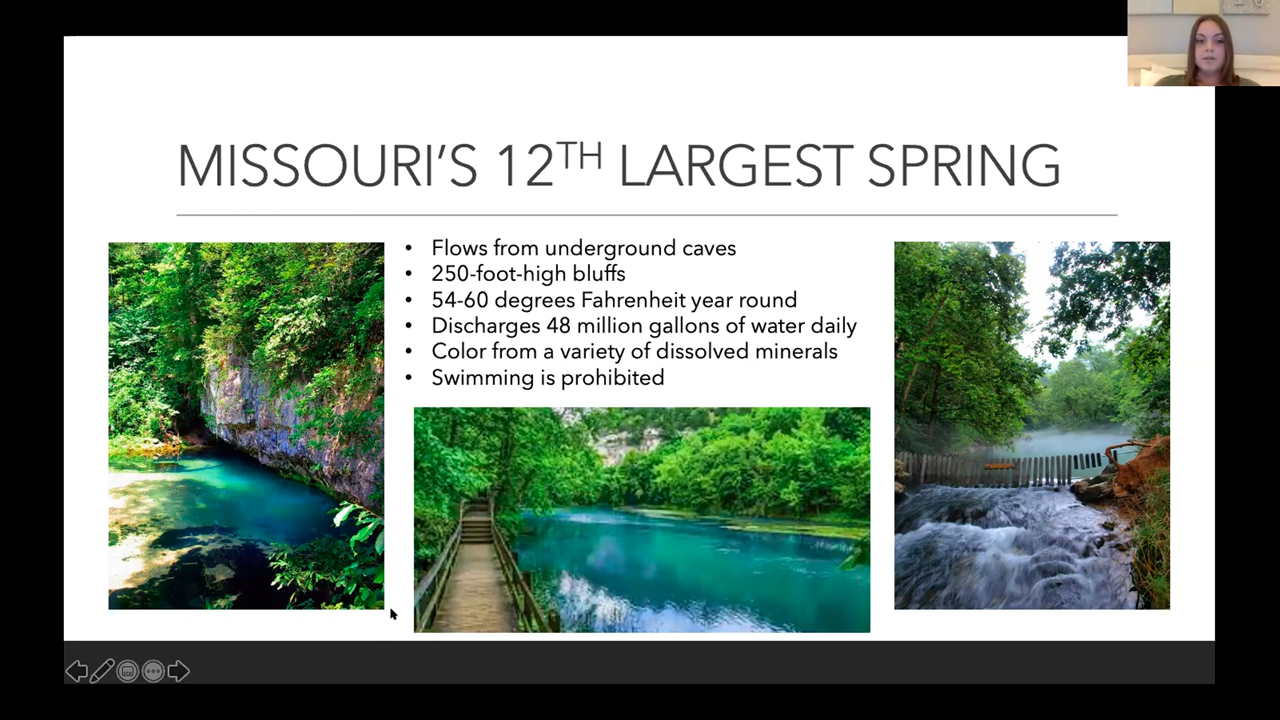 MISSOURI'S 12TH LARGEST SPRING
• Flows from underground caves
• 250-foot-high bluffs
• 54-60 degrees Fahrenheit year round
• Discharges 48 million gallons of water daily
• Color from a variety of dissolved minerals
• Swimming is prohibited